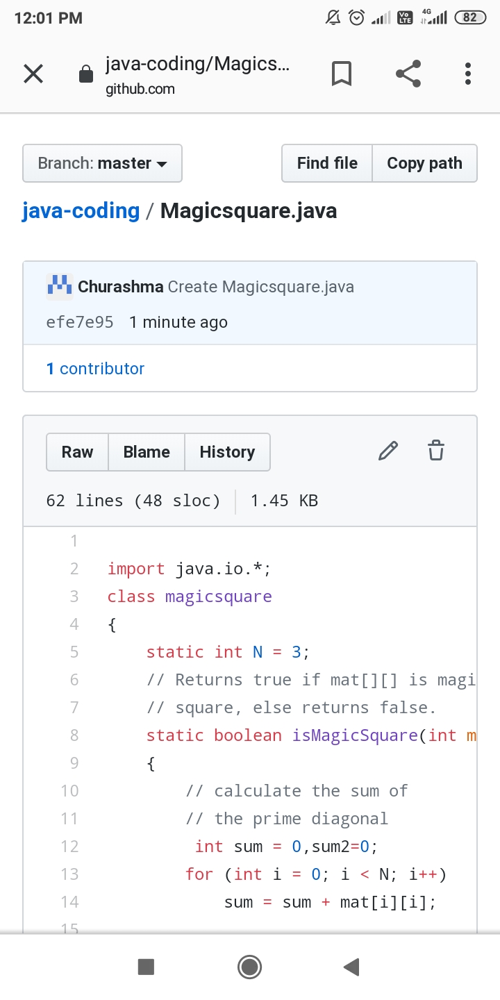 12:01 PM
Vo LTE 4G 82
java-coding/Magics...
github.com
Branch: master
Find file Copy path
java-coding / Magicsquare.java
Churashma Create Magicsquare.java
efe7e95 1 minute ago
1 contributor
Raw Blame History
62 lines (48 sloc) 1.45 KB
1
2 import java.io.*;
3 class magicsquare
4 {
5 static int N = 3;
6 // Returns true if mat[][] is magi
7 // square, else returns false.
8 static boolean isMagicSquare(int m
9 {
10 // calculate the sum of
11 // the prime diagonal
12 int sum = 0,sum2=0;
13 for (int i = 0; i < N; i++)
14 sum = sum + mat[i][i];
15